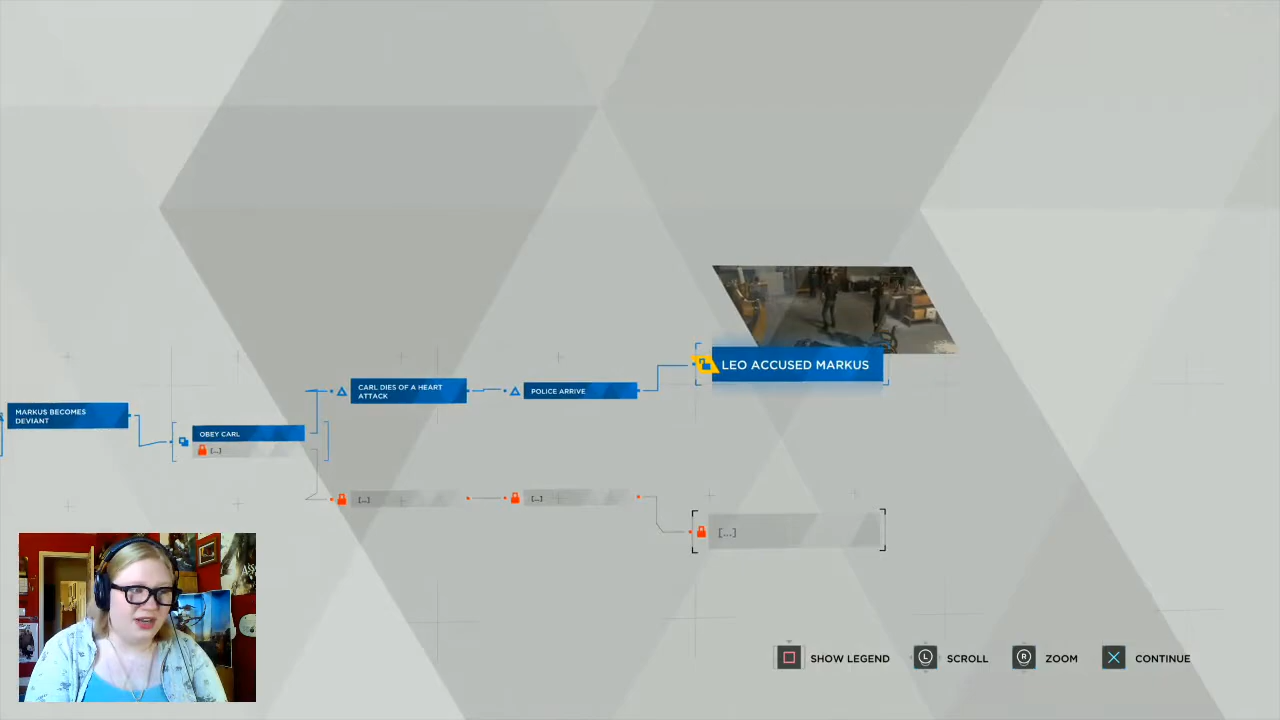 LEO ACCUSED MARKUS
CARL DIES OF A HEART
ATTACK
POLICE ARRIVE
MARKUS BECOMES
DEVIANT
OBEY CARL
[...]
[...]
[...]
[...]
SHOW LEGEND
L
SCROLL
R
ZOOM
CONTINUE